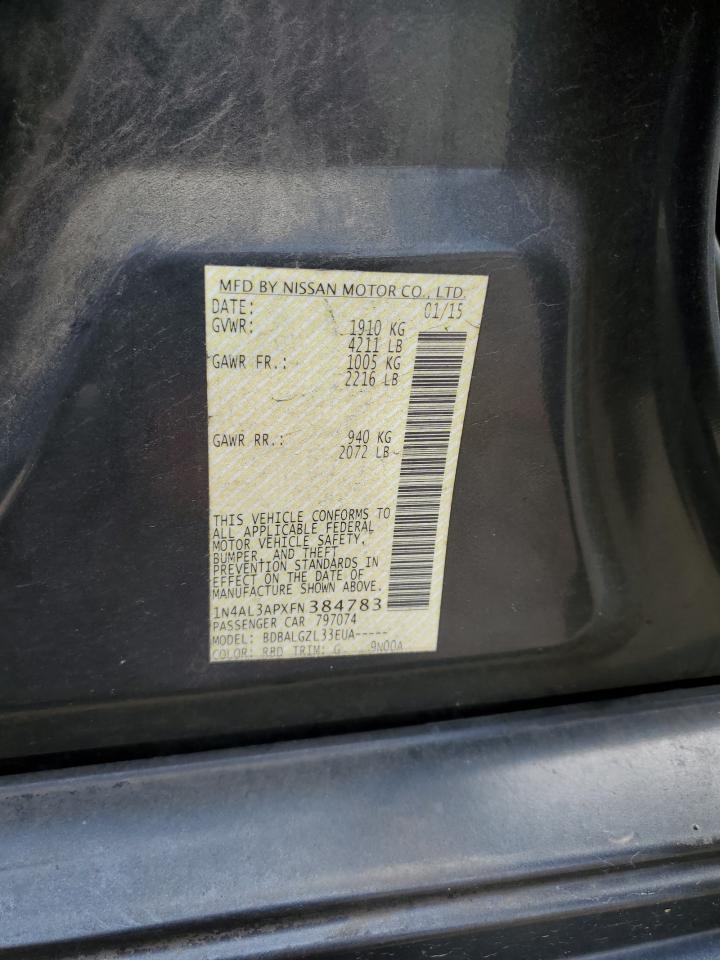 MFD BY NISSAN MOTOR CO., LTD.
DATE: 01/15
GVWR: 1910 KG
4211 LB
GAWR FR.: 1005 KG
2216 LB
GAWR RR.: 940 KG
2072 LB
THIS VEHICLE CONFORMS TO
ALL APPLICABLE FEDERAL
MOTOR VEHICLE SAFETY,
BUMPER, AND THEFT
PREVENTION STANDARDS IN
EFFECT ON THE DATE OF
MANUFACTURE SHOWN ABOVE.
1N4AL3APXFN384783
PASSENGER CAR 797074
MODEL: BDBALGZL33EUA-----
COLOR: RBD TRIM: G 9N00A